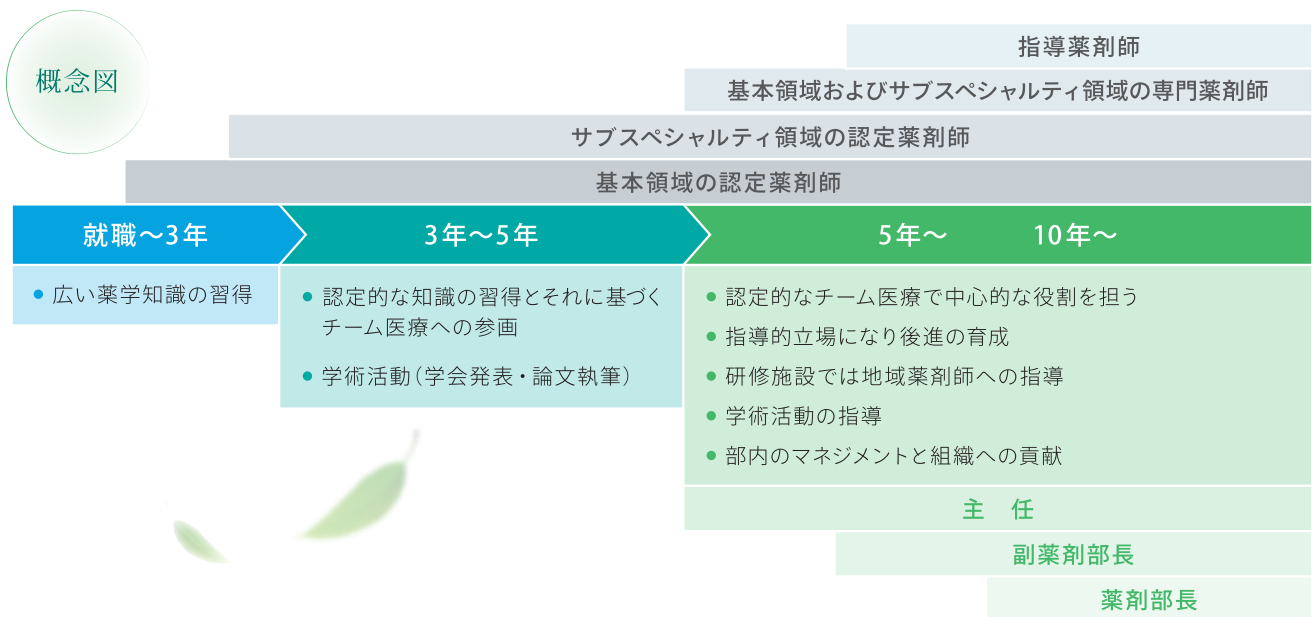 概念図
指導薬剤師
基本領域およびサブスペシャルティ領域の専門薬剤師
サブスペシャルティ領域の認定薬剤師
基本領域の認定薬剤師
就職～3年
3年～5年
5年～ 10年～
● 広い薬学知識の習得
● 認定的な知識の習得とそれに基づく
チーム医療への参画
● 学術活動（学会発表・論文執筆）
● 認定的なチーム医療で中心的な役割を担う
● 指導的立場になり後進の育成
● 研修施設では地域薬剤師への指導
● 学術活動の指導
● 部内のマネジメントと組織への貢献
主　任
副薬剤部長
薬剤部長